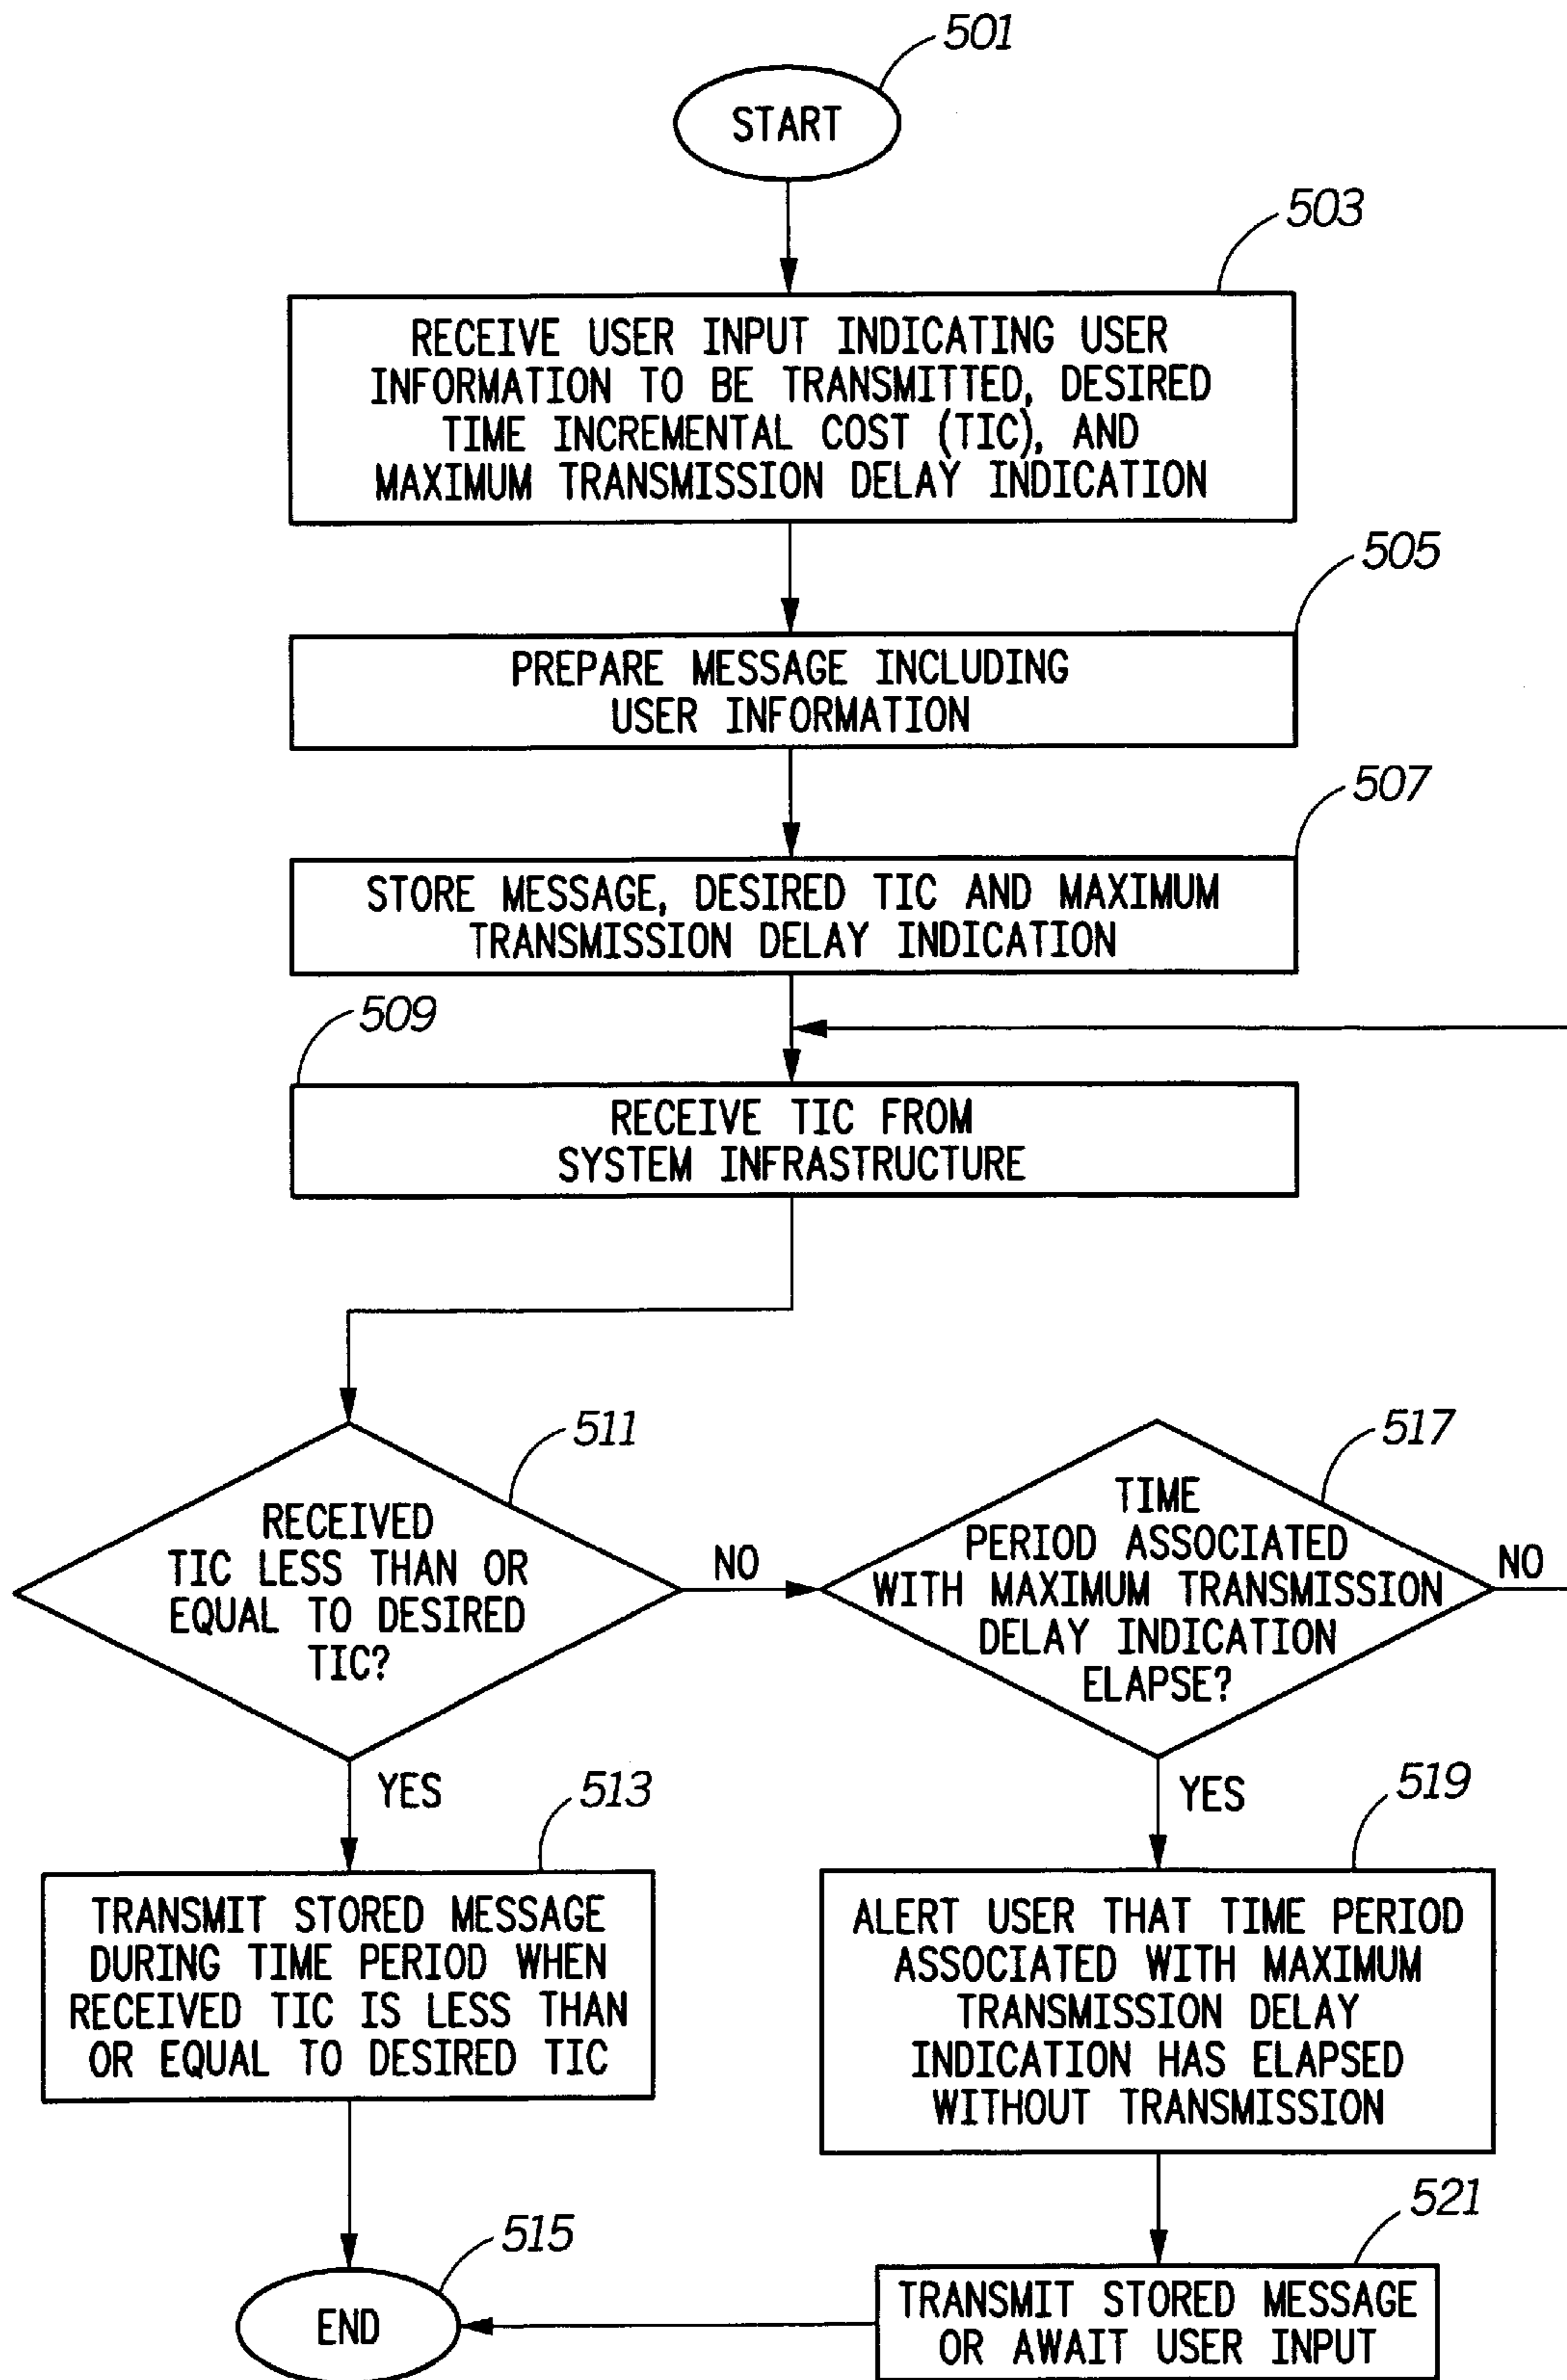 501
START
503
RECEIVE USER INPUT INDICATING USER
INFORMATION TO BE TRANSMITTED, DESIRED
TIME INCREMENTAL COST (TIC), AND
MAXIMUM TRANSMISSION DELAY INDICATION
505
PREPARE MESSAGE INCLUDING
USER INFORMATION
507
STORE MESSAGE, DESIRED TIC AND MAXIMUM
TRANSMISSION DELAY INDICATION
509
RECEIVE TIC FROM
SYSTEM INFRASTRUCTURE
511
RECEIVED
TIC LESS THAN OR
EQUAL TO DESIRED
TIC?
NO
517
TIME
PERIOD ASSOCIATED
WITH MAXIMUM TRANSMISSION
DELAY INDICATION
ELAPSE?
NO
YES
513
TRANSMIT STORED MESSAGE
DURING TIME PERIOD WHEN
RECEIVED TIC IS LESS THAN
OR EQUAL TO DESIRED TIC
YES
519
ALERT USER THAT TIME PERIOD
ASSOCIATED WITH MAXIMUM
TRANSMISSION DELAY
INDICATION HAS ELAPSED
WITHOUT TRANSMISSION
515
END
521
TRANSMIT STORED MESSAGE
OR AWAIT USER INPUT